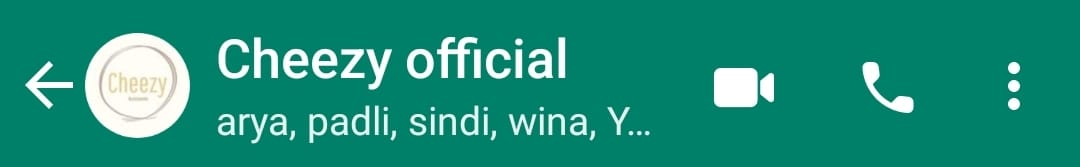 Cheezy
Cheezy official
arya, padli, sindi, wina, Y...